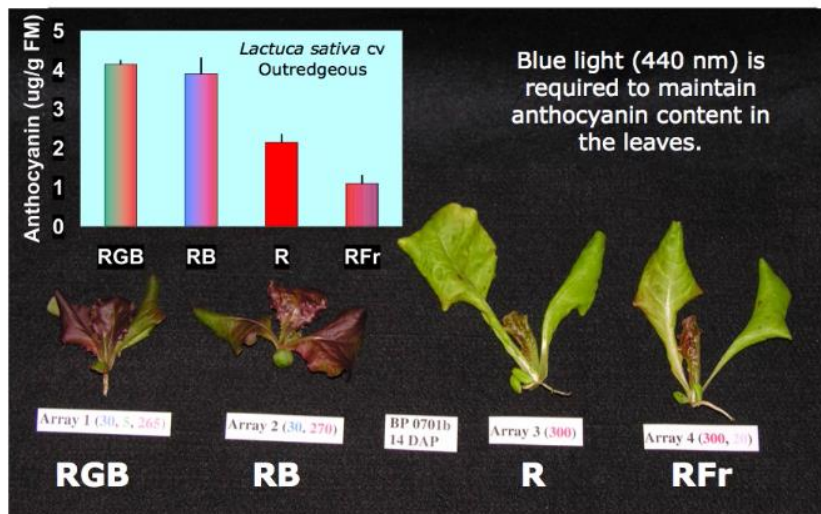 5
4
3
2
1
0
Anthocyanin (ug/g FM)
Lactuca sativa cv
Outredgeous
RGB
RB
R
RFr
Blue light (440 nm) is
required to maintain
anthocyanin content in
the leaves.
Array 1 (30, 5, 265)
Array 2 (30, 270)
BP 0701b
14 DAP
Array 3 (300)
Array 4 (300, 20)
RGB
RB
R
RFr